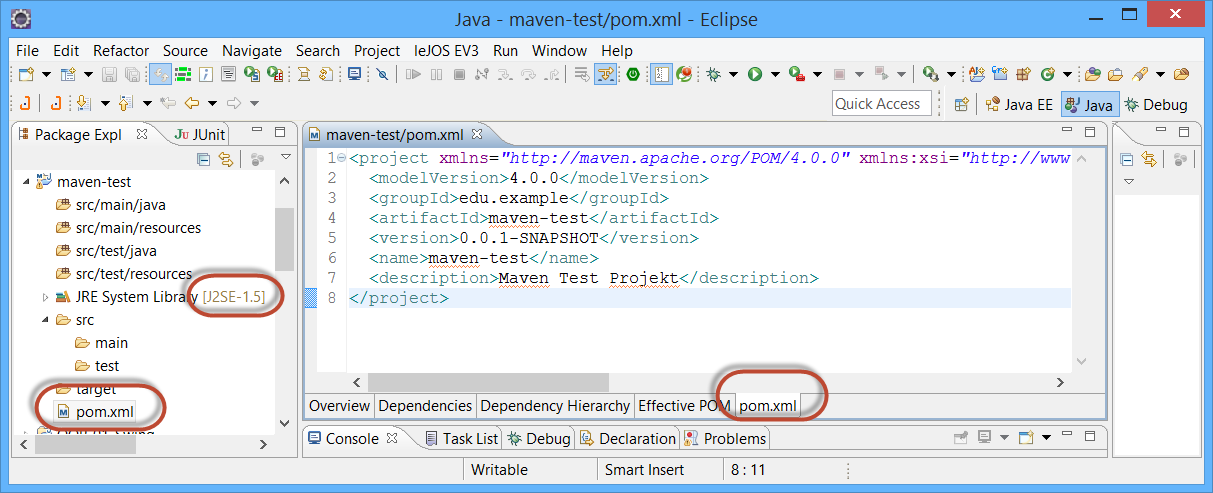 Java - maven-test/pom.xml - Eclipse
File Edit Refactor Source Navigate Search Project leJOS EV3 Run Window Help
Quick Access Java EE Java Debug
Package Expl JUnit
maven-test
src/main/java
src/main/resources
src/test/java
src/test/resources
JRE System Library [J2SE-1.5]
src
main
test
target
pom.xml
maven-test/pom.xml
1 <project xmlns="http://maven.apache.org/POM/4.0.0" xmlns:xsi="http://www
2 <modelVersion>4.0.0</modelVersion>
3 <groupId>edu.example</groupId>
4 <artifactId>maven-test</artifactId>
5 <version>0.0.1-SNAPSHOT</version>
6 <name>maven-test</name>
7 <description>Maven Test Projekt</description>
8 </project>
Overview Dependencies Dependency Hierarchy Effective POM pom.xml
Console Task List Debug Declaration Problems
Writable Smart Insert 8 : 11